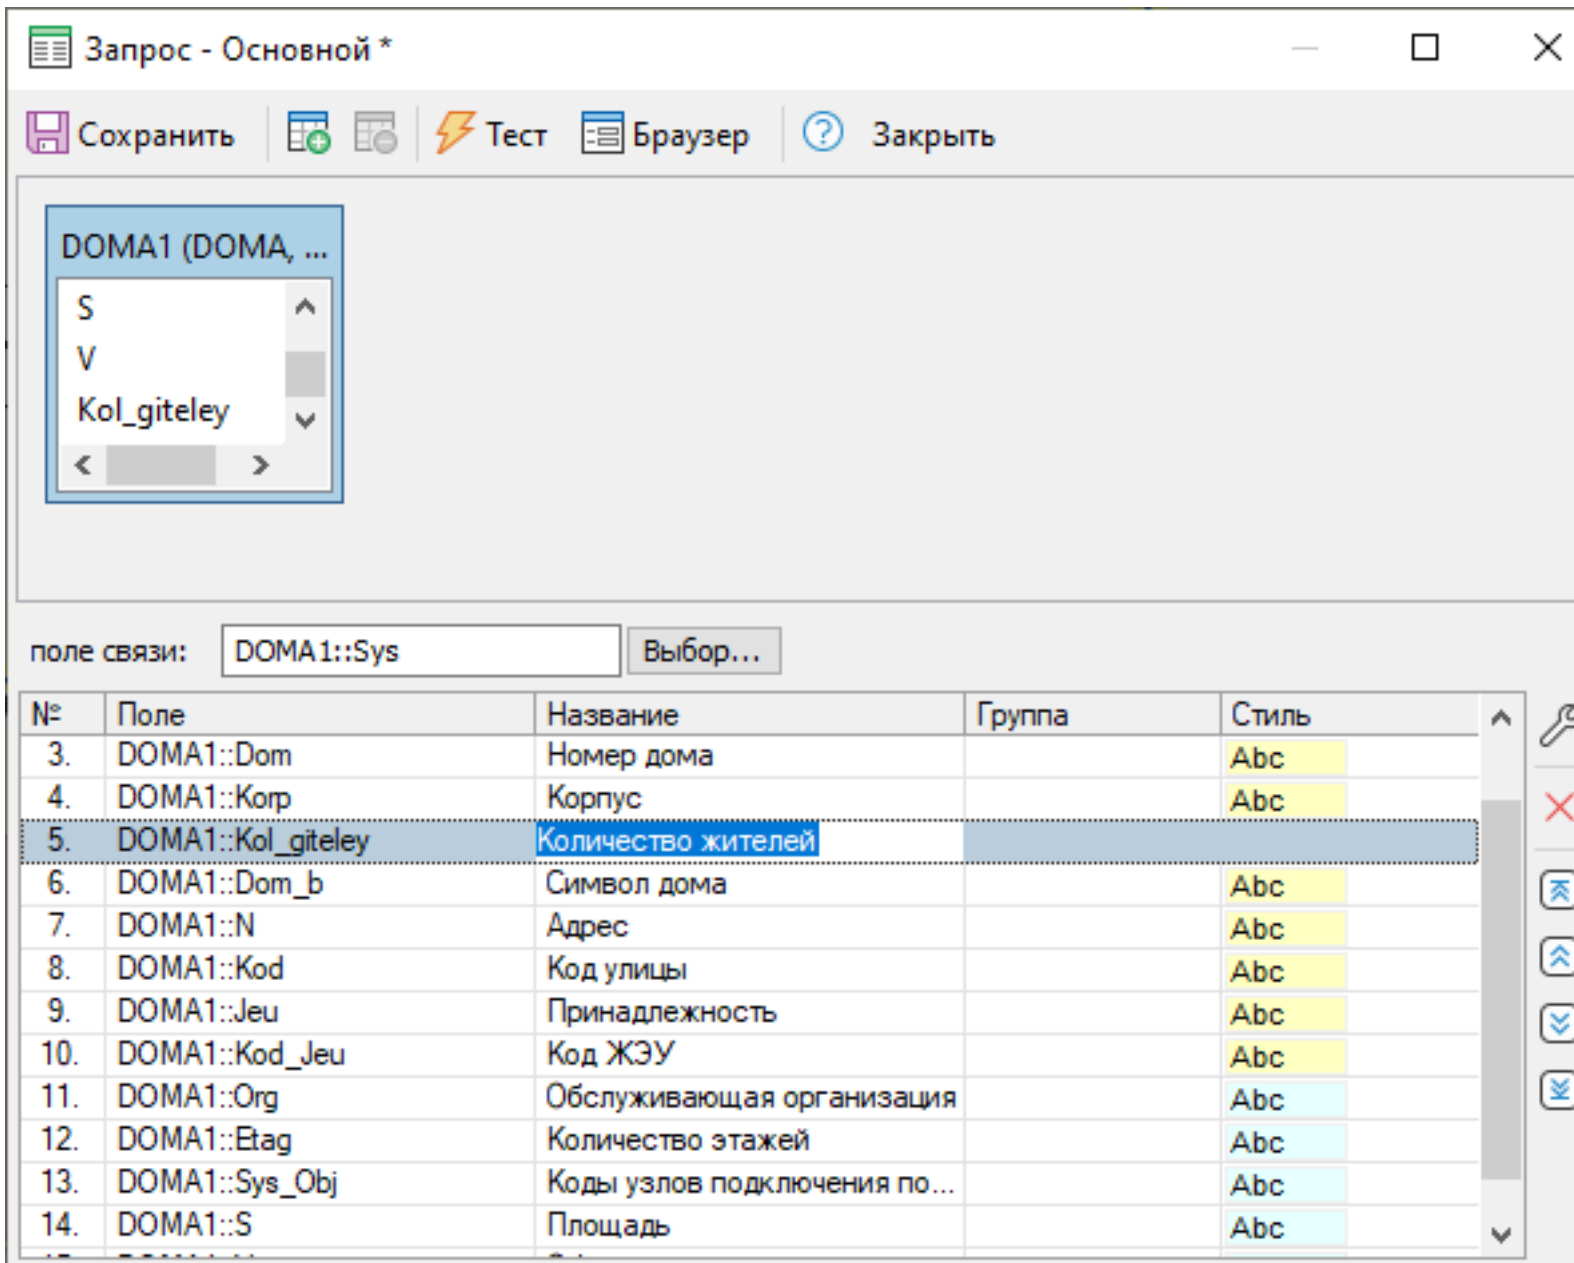 Запрос - Основной *
Сохранить Тест Браузер ? Закрыть
DOMA1 (DOMA, ...
S
V
Kol_giteley
поле связи: DOMA1::Sys Выбор...
№ Поле Название Группа Стиль
3. DOMA1::Dom Номер дома Abc
4. DOMA1::Korp Корпус Abc
5. DOMA1::Kol_giteley Количество жителей
6. DOMA1::Dom_b Символ дома Abc
7. DOMA1::N Адрес Abc
8. DOMA1::Kod Код улицы Abc
9. DOMA1::Jeu Принадлежность Abc
10. DOMA1::Kod_Jeu Код ЖЭУ Abc
11. DOMA1::Org Обслуживающая организация Abc
12. DOMA1::Etag Количество этажей Abc
13. DOMA1::Sys_Obj Коды узлов подключения по... Abc
14. DOMA1::S Площадь Abc